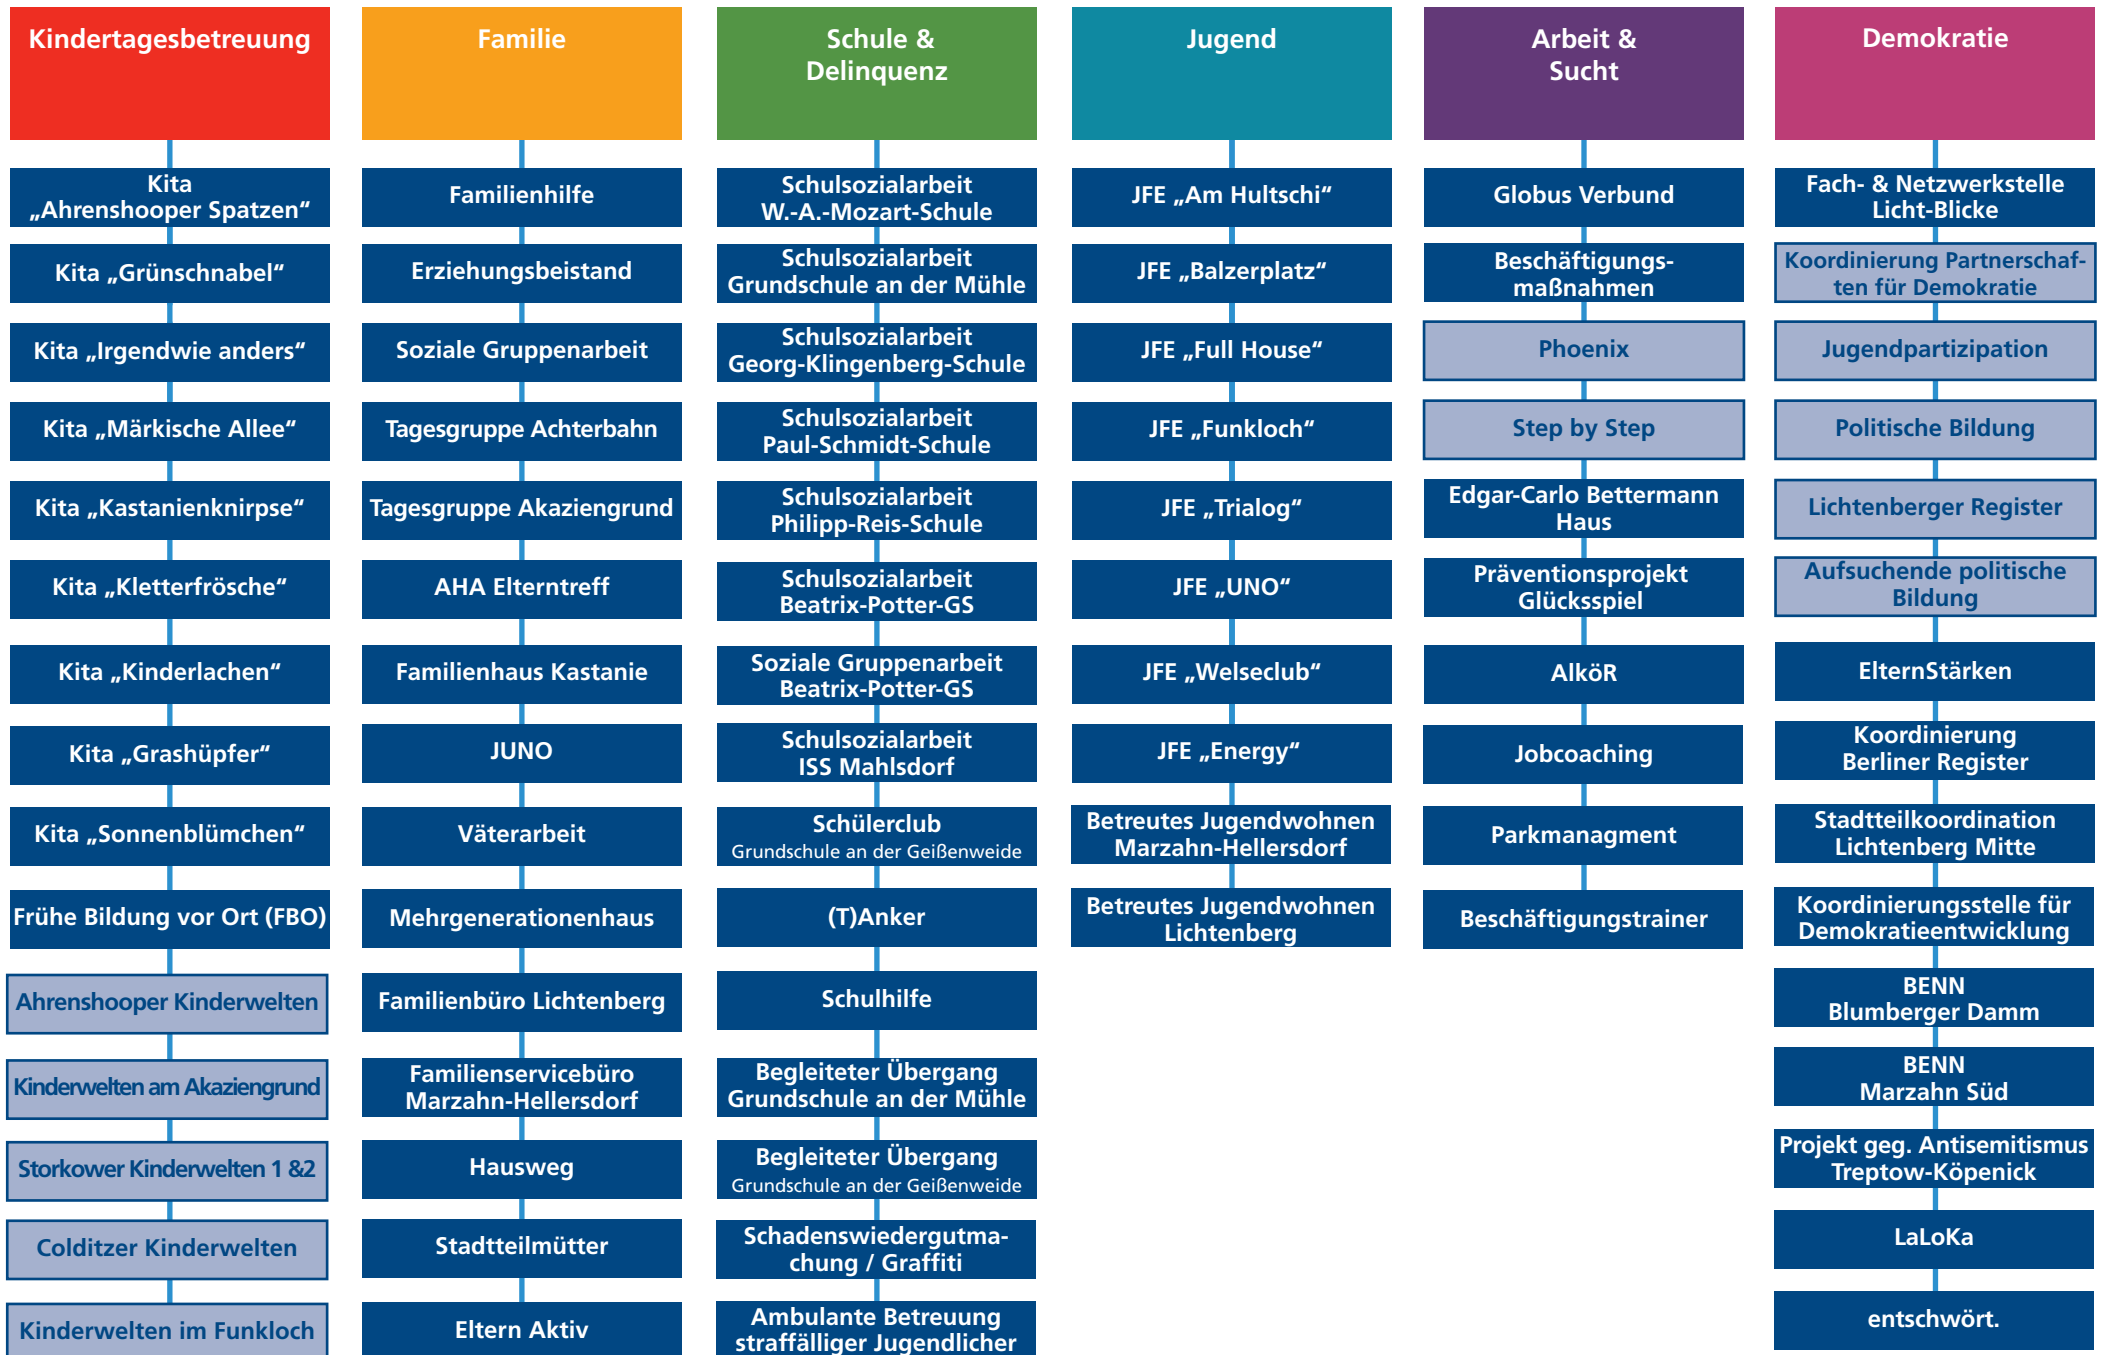 Kindertagesbetreuung
Kita
„Ahrenshooper Spatzen“
Kita „Grünschnabel“
Kita „Irgendwie anders“
Kita „Märkische Allee“
Kita „Kastanienknirpse“
Kita „Kletterfrösche“
Kita „Kinderlachen“
Kita „Grashüpfer“
Kita „Sonnenblümchen“
Frühe Bildung vor Ort (FBO)
Ahrenshooper Kinderwelten
Kinderwelten am Akaziengrund
Storkower Kinderwelten 1 &2
Colditzer Kinderwelten
Kinderwelten im Funkloch
Familie
Familienhilfe
Erziehungsbeistand
Soziale Gruppenarbeit
Tagesgruppe Achterbahn
Tagesgruppe Akaziengrund
AHA Elterntreff
Familienhaus Kastanie
JUNO
Väterarbeit
Mehrgenerationenhaus
Familienbüro Lichtenberg
Familienservicebüro
Marzahn-Hellersdorf
Hausweg
Stadtteilmütter
Eltern Aktiv
Schule &
Delinquenz
Schulsozialarbeit
W.-A.-Mozart-Schule
Schulsozialarbeit
Grundschule an der Mühle
Schulsozialarbeit
Georg-Klingenberg-Schule
Schulsozialarbeit
Paul-Schmidt-Schule
Schulsozialarbeit
Philipp-Reis-Schule
Schulsozialarbeit
Beatrix-Potter-GS
Soziale Gruppenarbeit
Beatrix-Potter-GS
Schulsozialarbeit
ISS Mahlsdorf
Schülerclub
Grundschule an der Geißenweide
(T)Anker
Schulhilfe
Begleiteter Übergang
Grundschule an der Mühle
Begleiteter Übergang
Grundschule an der Geißenweide
Schadenswiedergutma-
chung / Graffiti
Ambulante Betreuung
straffälliger Jugendlicher
Jugend
JFE „Am Hultschi“
JFE „Balzerplatz“
JFE „Full House“
JFE „Funkloch“
JFE „Trialog“
JFE „UNO“
JFE „Welseclub“
JFE „Energy“
Betreutes Jugendwohnen
Marzahn-Hellersdorf
Betreutes Jugendwohnen
Lichtenberg
Arbeit &
Sucht
Globus Verbund
Beschäftigungs-
maßnahmen
Phoenix
Step by Step
Edgar-Carlo Bettermann
Haus
Präventionsprojekt
Glücksspiel
AlköR
Jobcoaching
Parkmanagment
Beschäftigungstrainer
Demokratie
Fach- & Netzwerkstelle
Licht-Blicke
Koordinierung Partnerschaf-
ten für Demokratie
Jugendpartizipation
Politische Bildung
Lichtenberger Register
Aufsuchende politische
Bildung
ElternStärken
Koordinierung
Berliner Register
Stadtteilkoordination
Lichtenberg Mitte
Koordinierungsstelle für
Demokratieentwicklung
BENN
Blumberger Damm
BENN
Marzahn Süd
Projekt geg. Antisemitismus
Treptow-Köpenick
LaLoKa
entschwört.